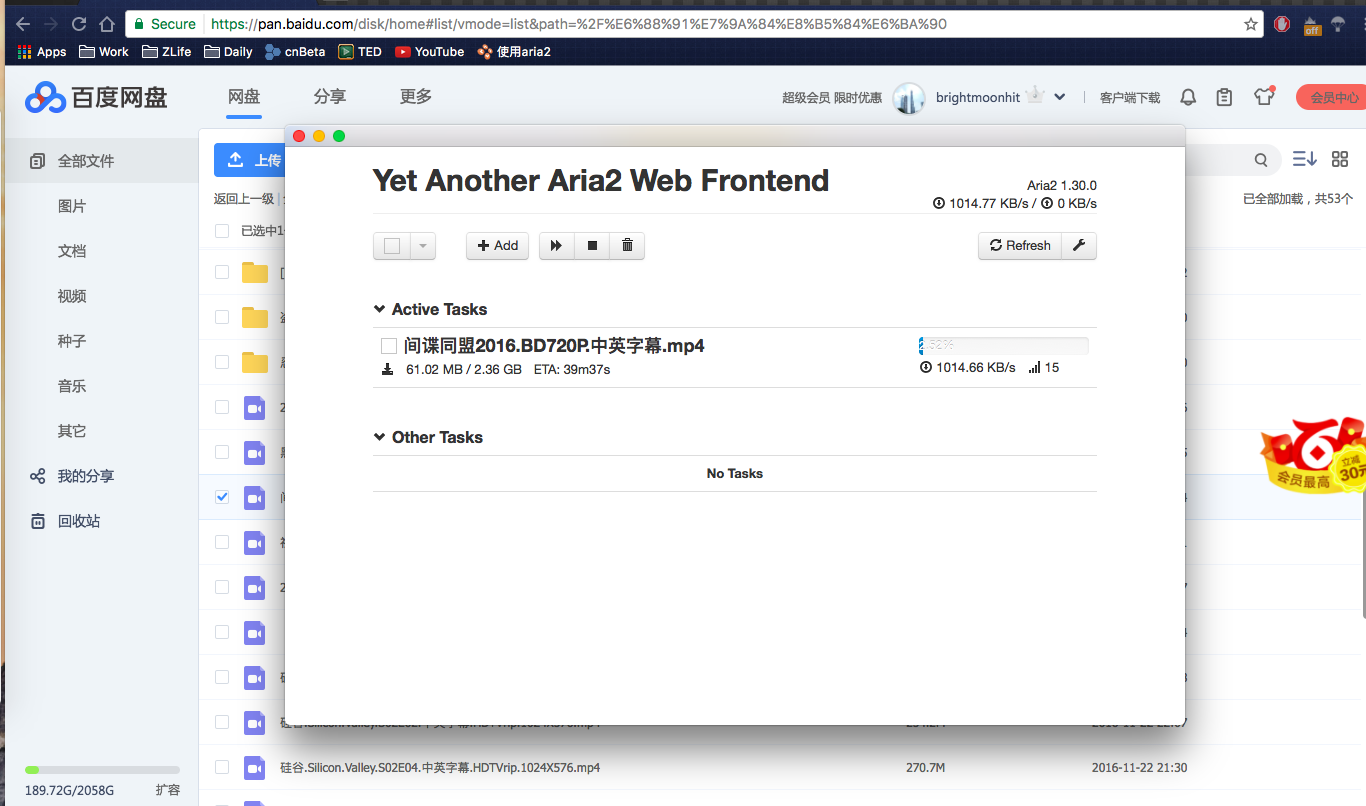 Secure https://pan.baidu.com/disk/home#list/vmode=list&path=%2F%E6%88%91%E7%9A%84%E8%B5%84%E6%BA%90
off
Apps Work ZLife Daily cnBeta TED YouTube 使用aria2
百度网盘 网盘 分享 更多 超级会员 限时优惠 brightmoonhit 客户端下载 会员中心
全部文件
图片
文档
视频
种子
音乐
其它
我的分享
回收站
189.72G/2058G 扩容
上传
返回上一级
已全部加载，共53个
已选中1
Yet Another Aria2 Web Frontend
Aria2 1.30.0
1014.77 KB/s / 0 KB/s
Add
Refresh
Active Tasks
间谍同盟2016.BD720P.中英字幕.mp4
2.52%
61.02 MB / 2.36 GB ETA: 39m37s
1014.66 KB/s 15
Other Tasks
No Tasks
立减
30元
会员最高
硅谷.Silicon.Valley.S02E04.中英字幕.HDTVrip.1024X576.mp4 270.7M 2016-11-22 21:30